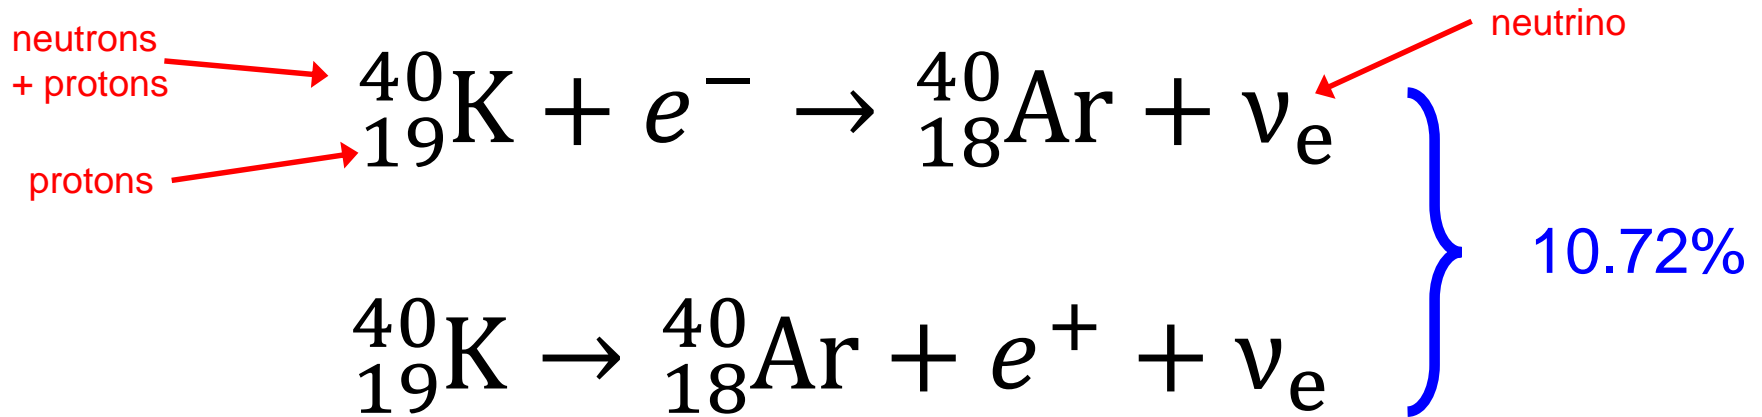 neutrino
neutrons
+ protons
⁴⁰₁₉K + e⁻ → ⁴⁰₁₈Ar + νₑ
protons
10.72%
⁴⁰₁₉K → ⁴⁰₁₈Ar + e⁺ + νₑ